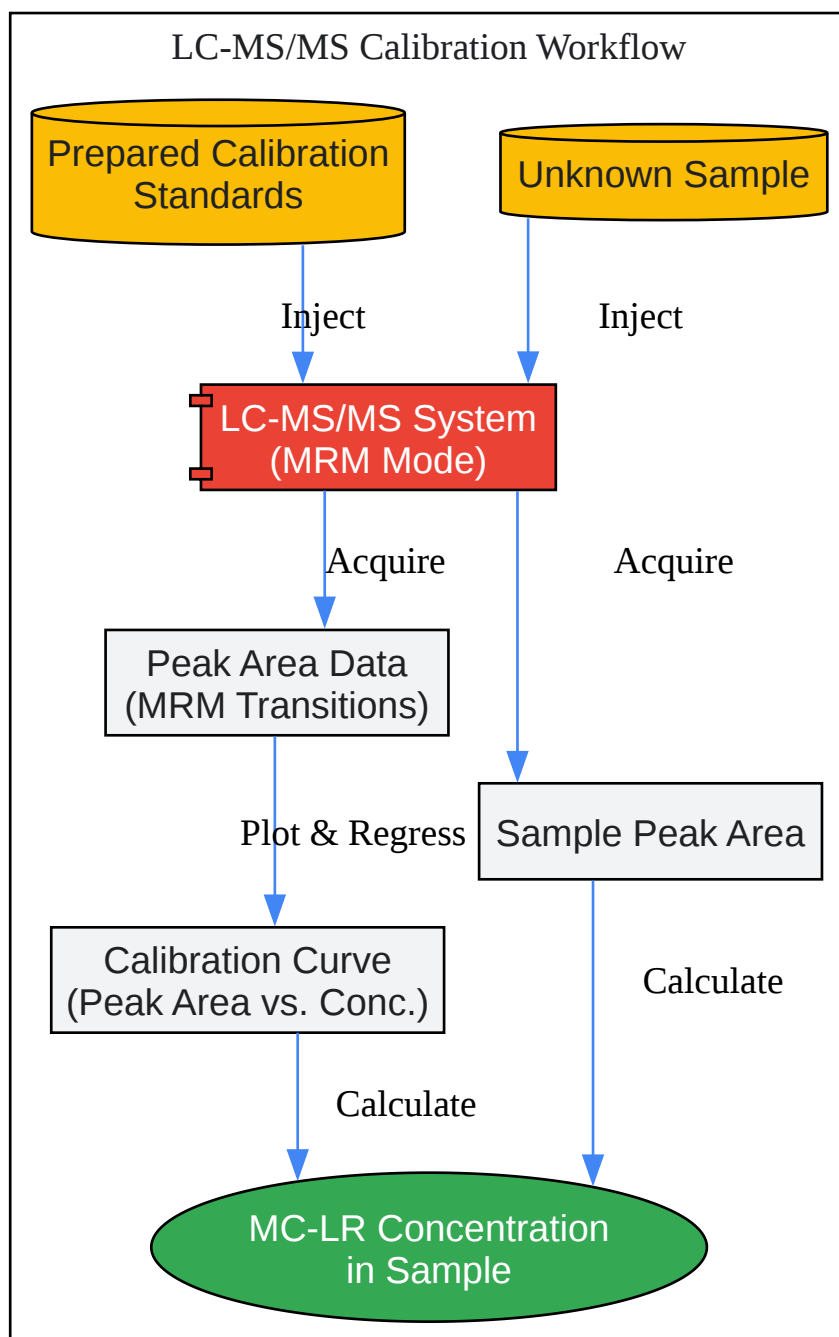 LC-MS/MS Calibration Workflow
Prepared Calibration
Standards
Unknown Sample
Inject
Inject
LC-MS/MS System
(MRM Mode)
Acquire
Acquire
Peak Area Data
(MRM Transitions)
Plot & Regress
Sample Peak Area
Calibration Curve
(Peak Area vs. Conc.)
Calculate
Calculate
MC-LR Concentration
in Sample